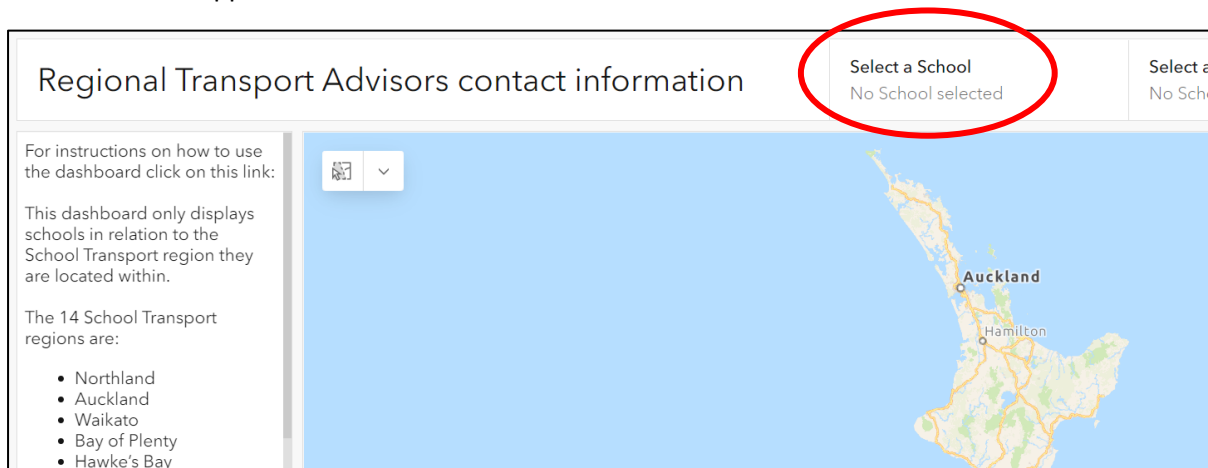 Regional Transport Advisors contact information
Select a School
No School selected
Select a
No Sch
For instructions on how to use
the dashboard click on this link:
This dashboard only displays
schools in relation to the
School Transport region they
are located within.
The 14 School Transport
regions are:
• Northland
• Auckland
• Waikato
• Bay of Plenty
• Hawke's Bay
Auckland
Hamilton